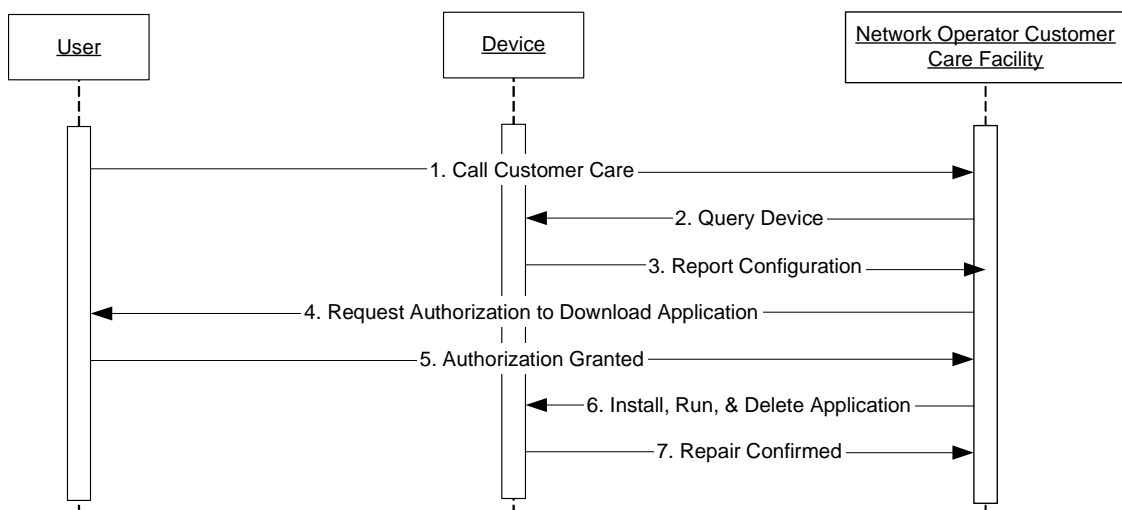 User
Device
Network Operator Customer
Care Facility
1. Call Customer Care
2. Query Device
3. Report Configuration
4. Request Authorization to Download Application
5. Authorization Granted
6. Install, Run, & Delete Application
7. Repair Confirmed